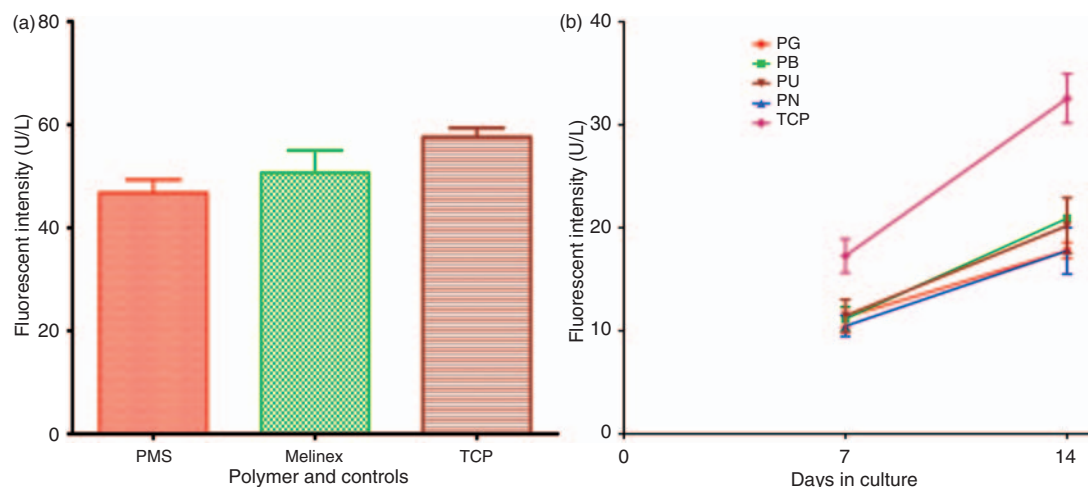 (a)
80
60
40
20
0
Fluorescent intensity (U/L)
PMS Melinex TCP
Polymer and controls
(b)
40
30
20
10
0
Fluorescent intensity (U/L)
PG
PB
PU
PN
TCP
0 7 14
Days in culture